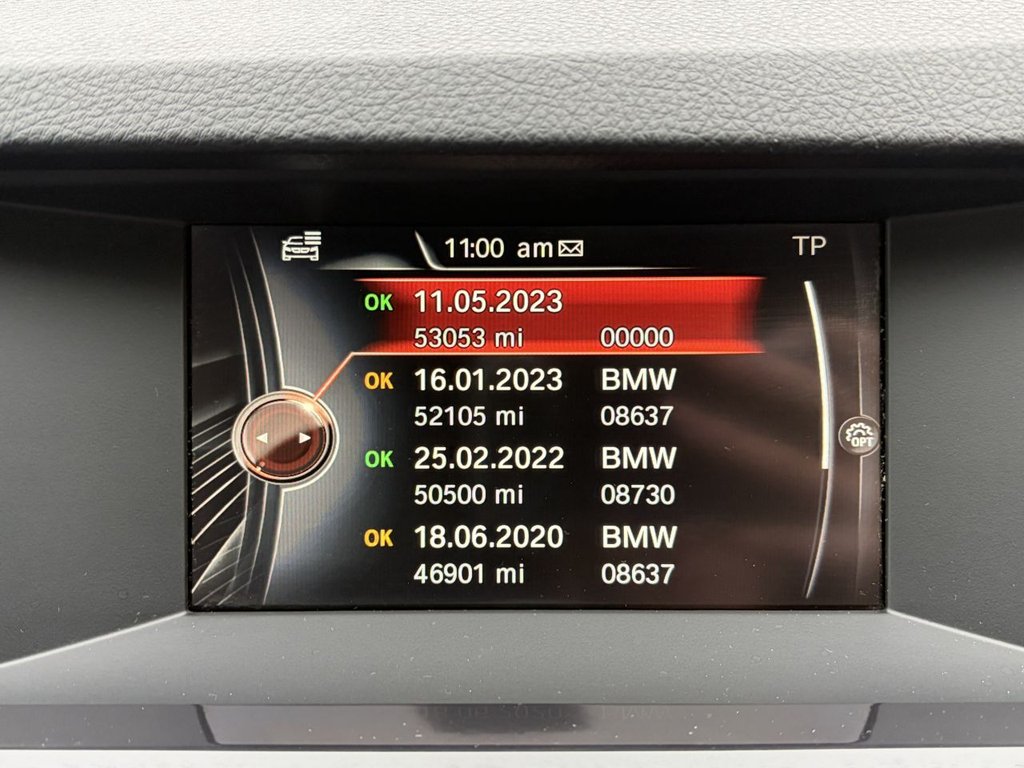 11:00 am
TP
OK 11.05.2023
53053 mi 00000
OK 16.01.2023 BMW
52105 mi 08637
OPT
OK 25.02.2022 BMW
50500 mi 08730
OK 18.06.2020 BMW
46901 mi 08637